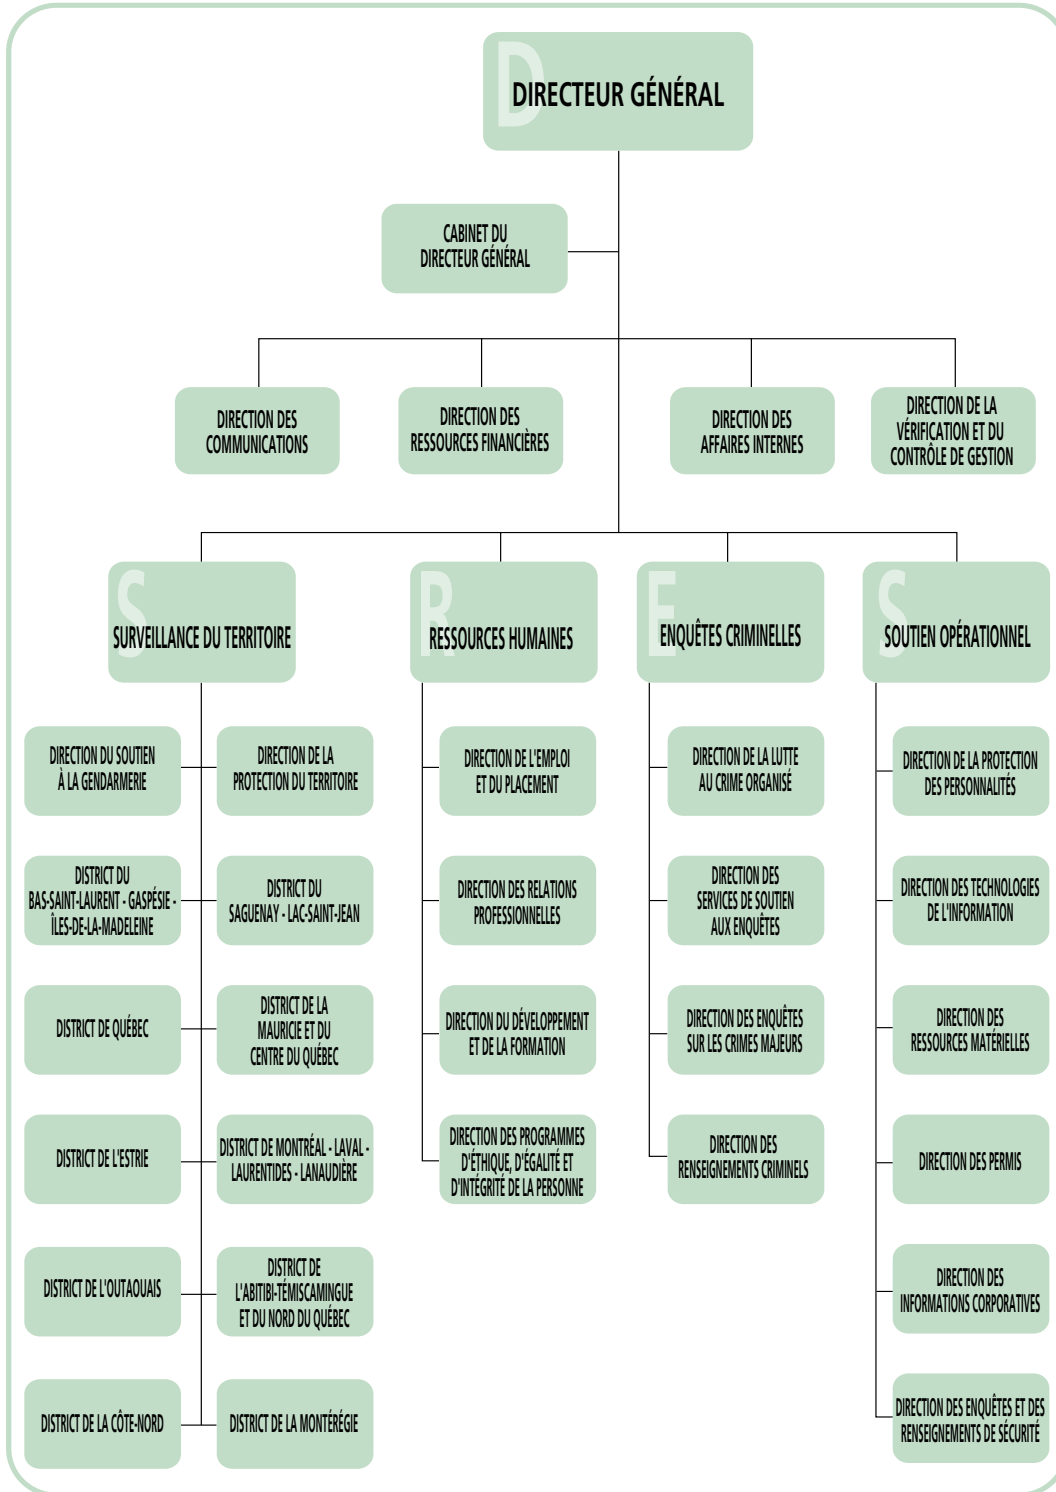 D
DIRECTEUR GÉNÉRAL
CABINET DU
DIRECTEUR GÉNÉRAL
DIRECTION DES
COMMUNICATIONS
DIRECTION DES
RESSOURCES FINANCIÈRES
DIRECTION DES
AFFAIRES INTERNES
DIRECTION DE LA
VÉRIFICATION ET DU
CONTRÔLE DE GESTION
S
SURVEILLANCE DU TERRITOIRE
R
RESSOURCES HUMAINES
E
ENQUÊTES CRIMINELLES
S
SOUTIEN OPÉRATIONNEL
DIRECTION DU SOUTIEN
À LA GENDARMERIE
DIRECTION DE LA
PROTECTION DU TERRITOIRE
DISTRICT DU
BAS-SAINT-LAURENT - GASPÉSIE -
ÎLES-DE-LA-MADELEINE
DISTRICT DU
SAGUENAY - LAC-SAINT-JEAN
DISTRICT DE QUÉBEC
DISTRICT DE LA
MAURICIE ET DU
CENTRE DU QUÉBEC
DISTRICT DE L'ESTRIE
DISTRICT DE MONTRÉAL - LAVAL -
LAURENTIDES - LANAUDIÈRE
DISTRICT DE L'OUTAOUAIS
DISTRICT DE
L'ABITIBI-TÉMISCAMINGUE
ET DU NORD DU QUÉBEC
DISTRICT DE LA CÔTE-NORD
DISTRICT DE LA MONTÉRÉGIE
DIRECTION DE L'EMPLOI
ET DU PLACEMENT
DIRECTION DES RELATIONS
PROFESSIONNELLES
DIRECTION DU DÉVELOPPEMENT
ET DE LA FORMATION
DIRECTION DES PROGRAMMES
D'ÉTHIQUE, D'ÉGALITÉ ET
D'INTÉGRITÉ DE LA PERSONNE
DIRECTION DE LA LUTTE
AU CRIME ORGANISÉ
DIRECTION DES
SERVICES DE SOUTIEN
AUX ENQUÊTES
DIRECTION DES ENQUÊTES
SUR LES CRIMES MAJEURS
DIRECTION DES
RENSEIGNEMENTS CRIMINELS
DIRECTION DE LA PROTECTION
DES PERSONNALITÉS
DIRECTION DES TECHNOLOGIES
DE L'INFORMATION
DIRECTION DES
RESSOURCES MATÉRIELLES
DIRECTION DES PERMIS
DIRECTION DES
INFORMATIONS CORPORATIVES
DIRECTION DES ENQUÊTES ET DES
RENSEIGNEMENTS DE SÉCURITÉ